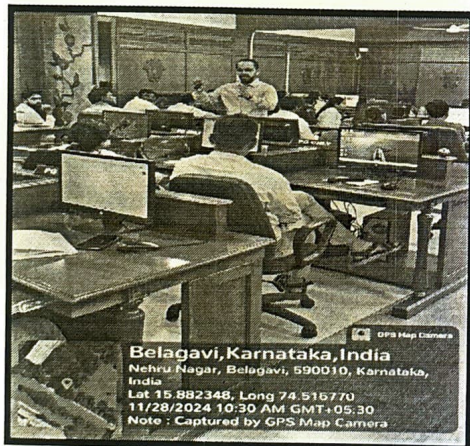 GPS Map Camera
Belagavi,Karnataka,India
Nehru Nagar, Belagavi, 590010, Karnataka,
India
Lat 15.882348, Long 74.516770
11/28/2024 10:30 AM GMT+05:30
Note : Captured by GPS Map Camera